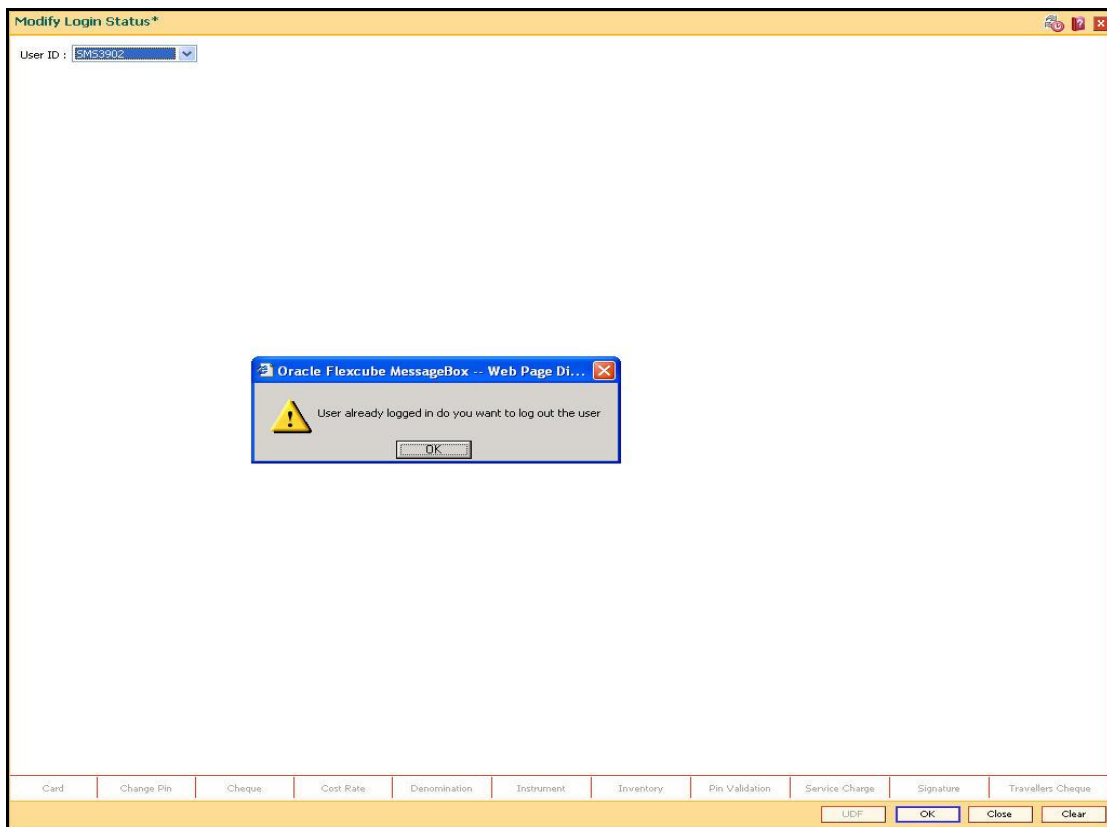 Modify Login Status*
User ID : SMS3902
Oracle Flexcube MessageBox -- Web Page Di...
User already logged in do you want to log out the user
OK
Card Change Pin Cheque Cost Rate Denomination Instrument Inventory Pin Validation Service Charge Signature Travellers Cheque
UDF OK Close Clear